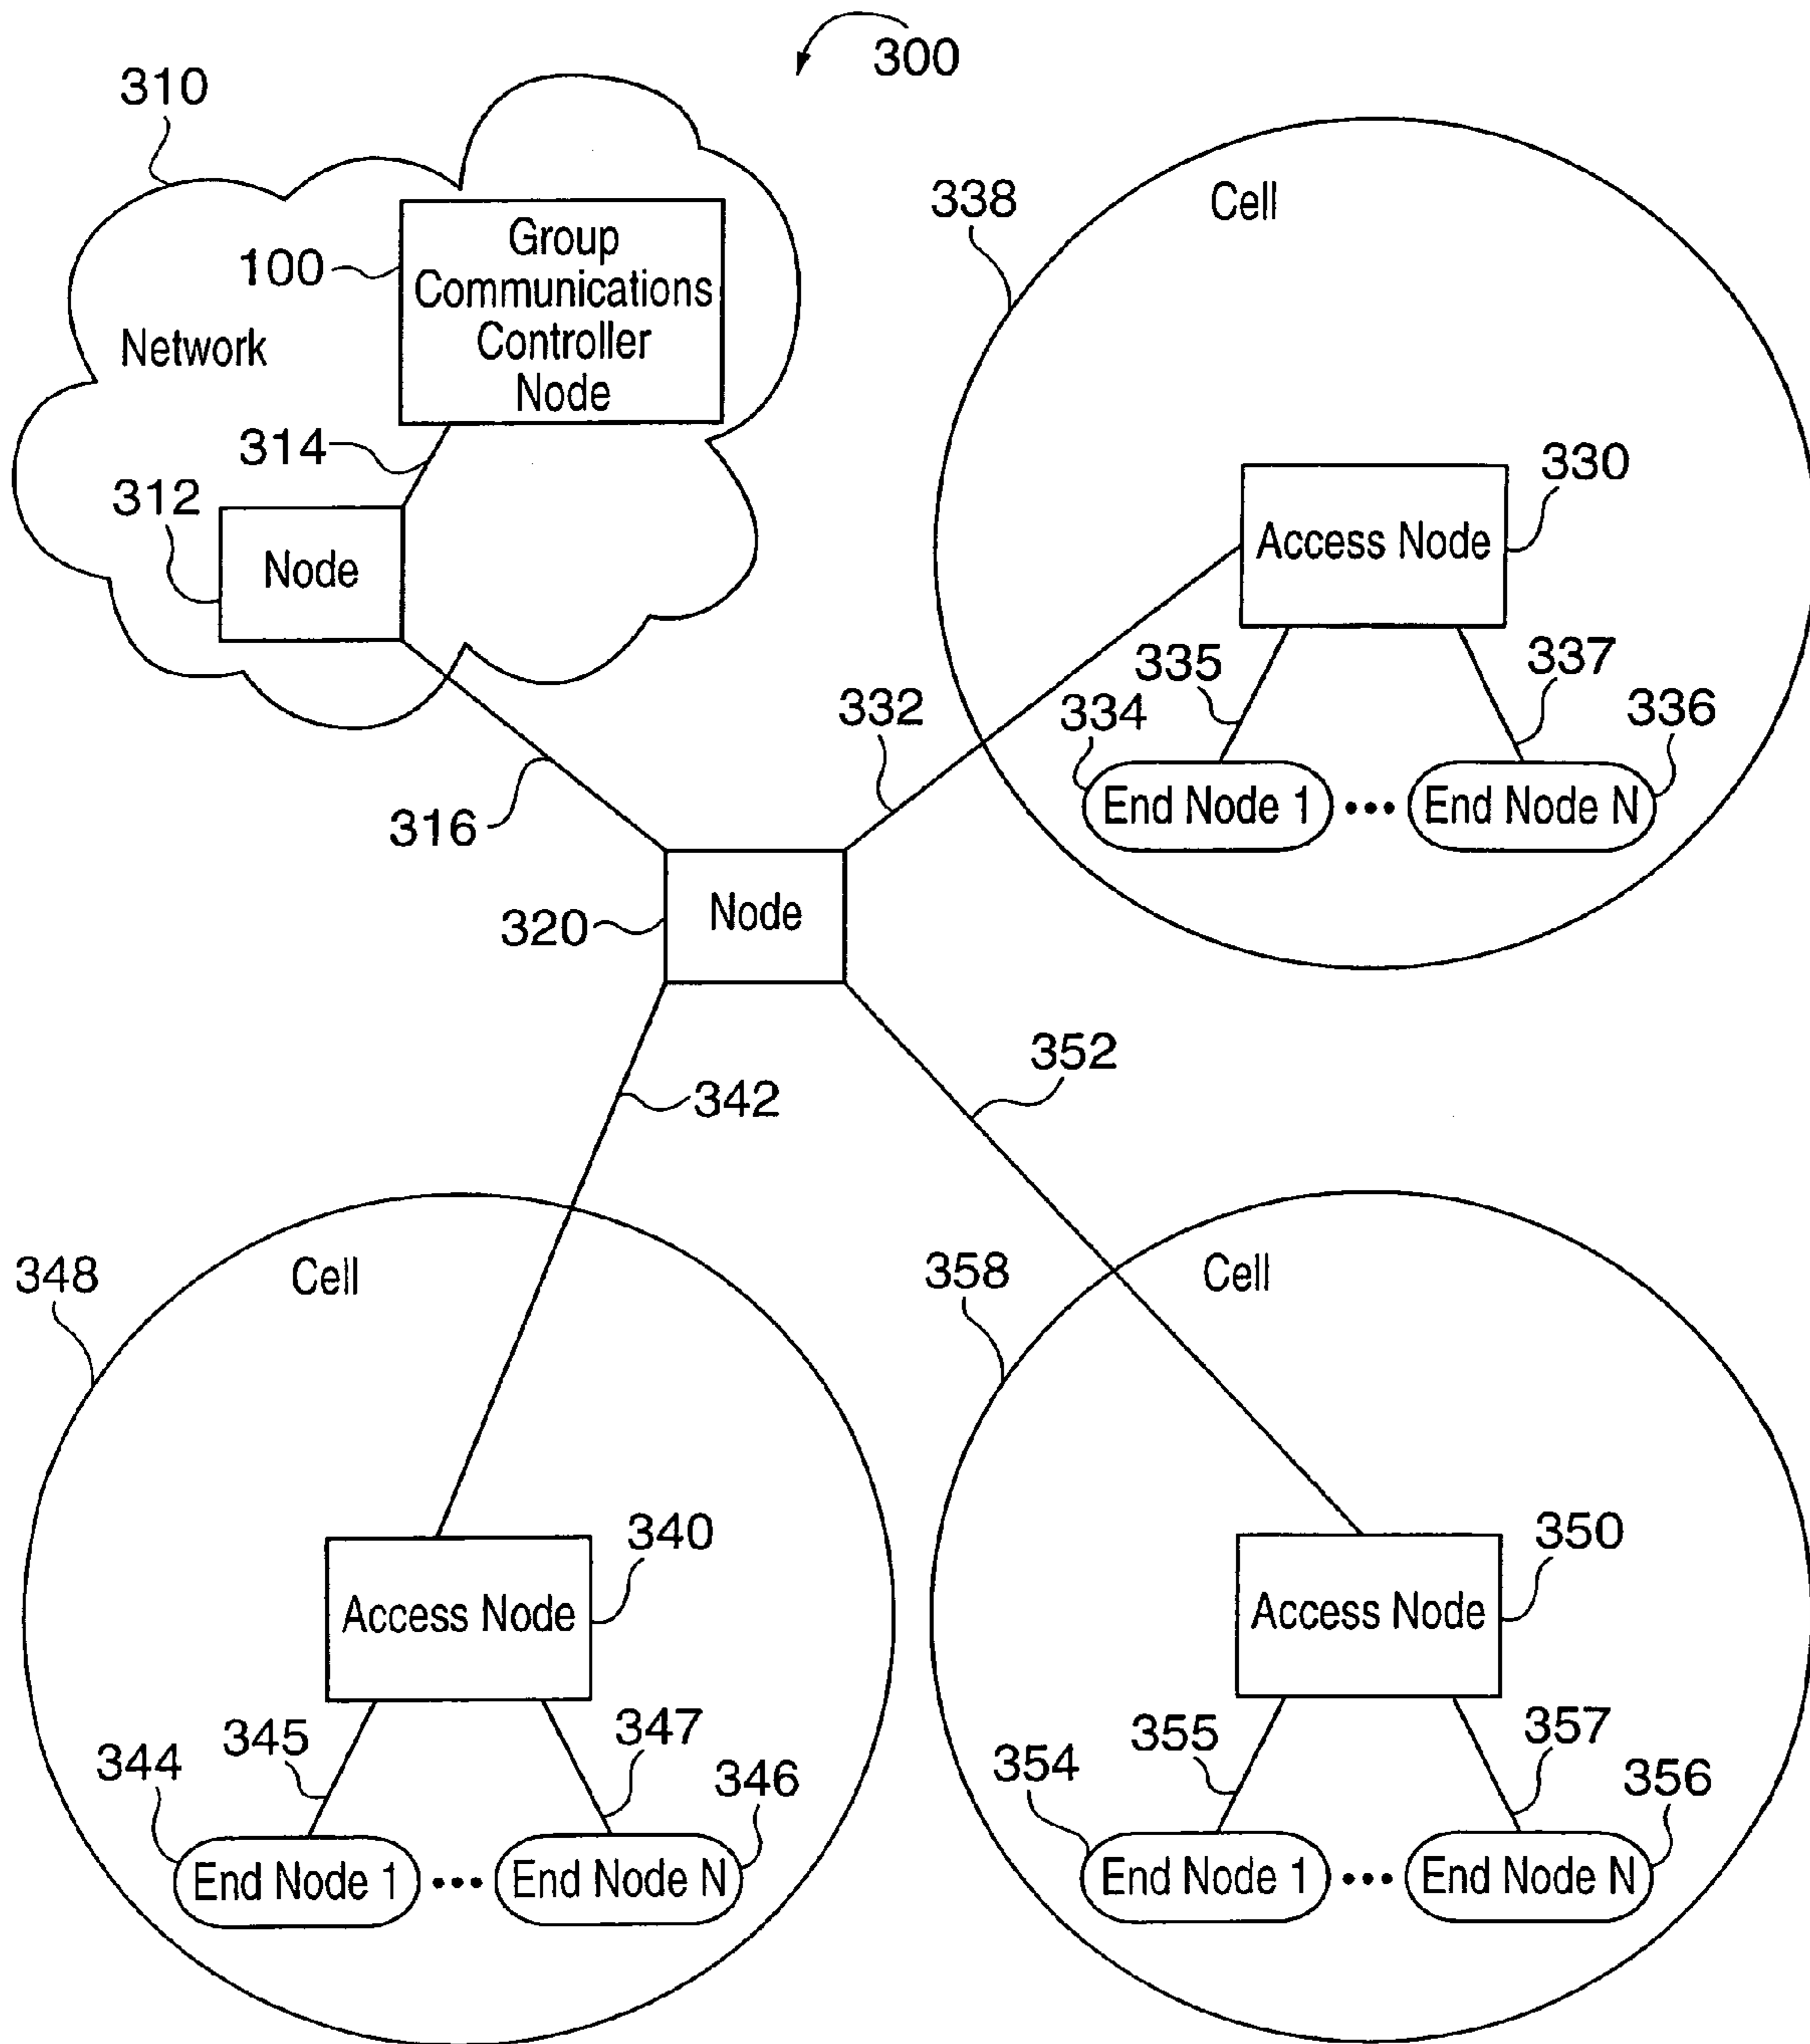 300
310
Group
Communications
Controller
Node
100
Network
314
312
Node
316
338
Cell
330
Access Node
335
337
334
336
End Node 1 ••• End Node N
332
320
Node
342
352
348
Cell
340
Access Node
345
347
344
346
End Node 1 ••• End Node N
358
Cell
350
Access Node
355
357
354
356
End Node 1 ••• End Node N